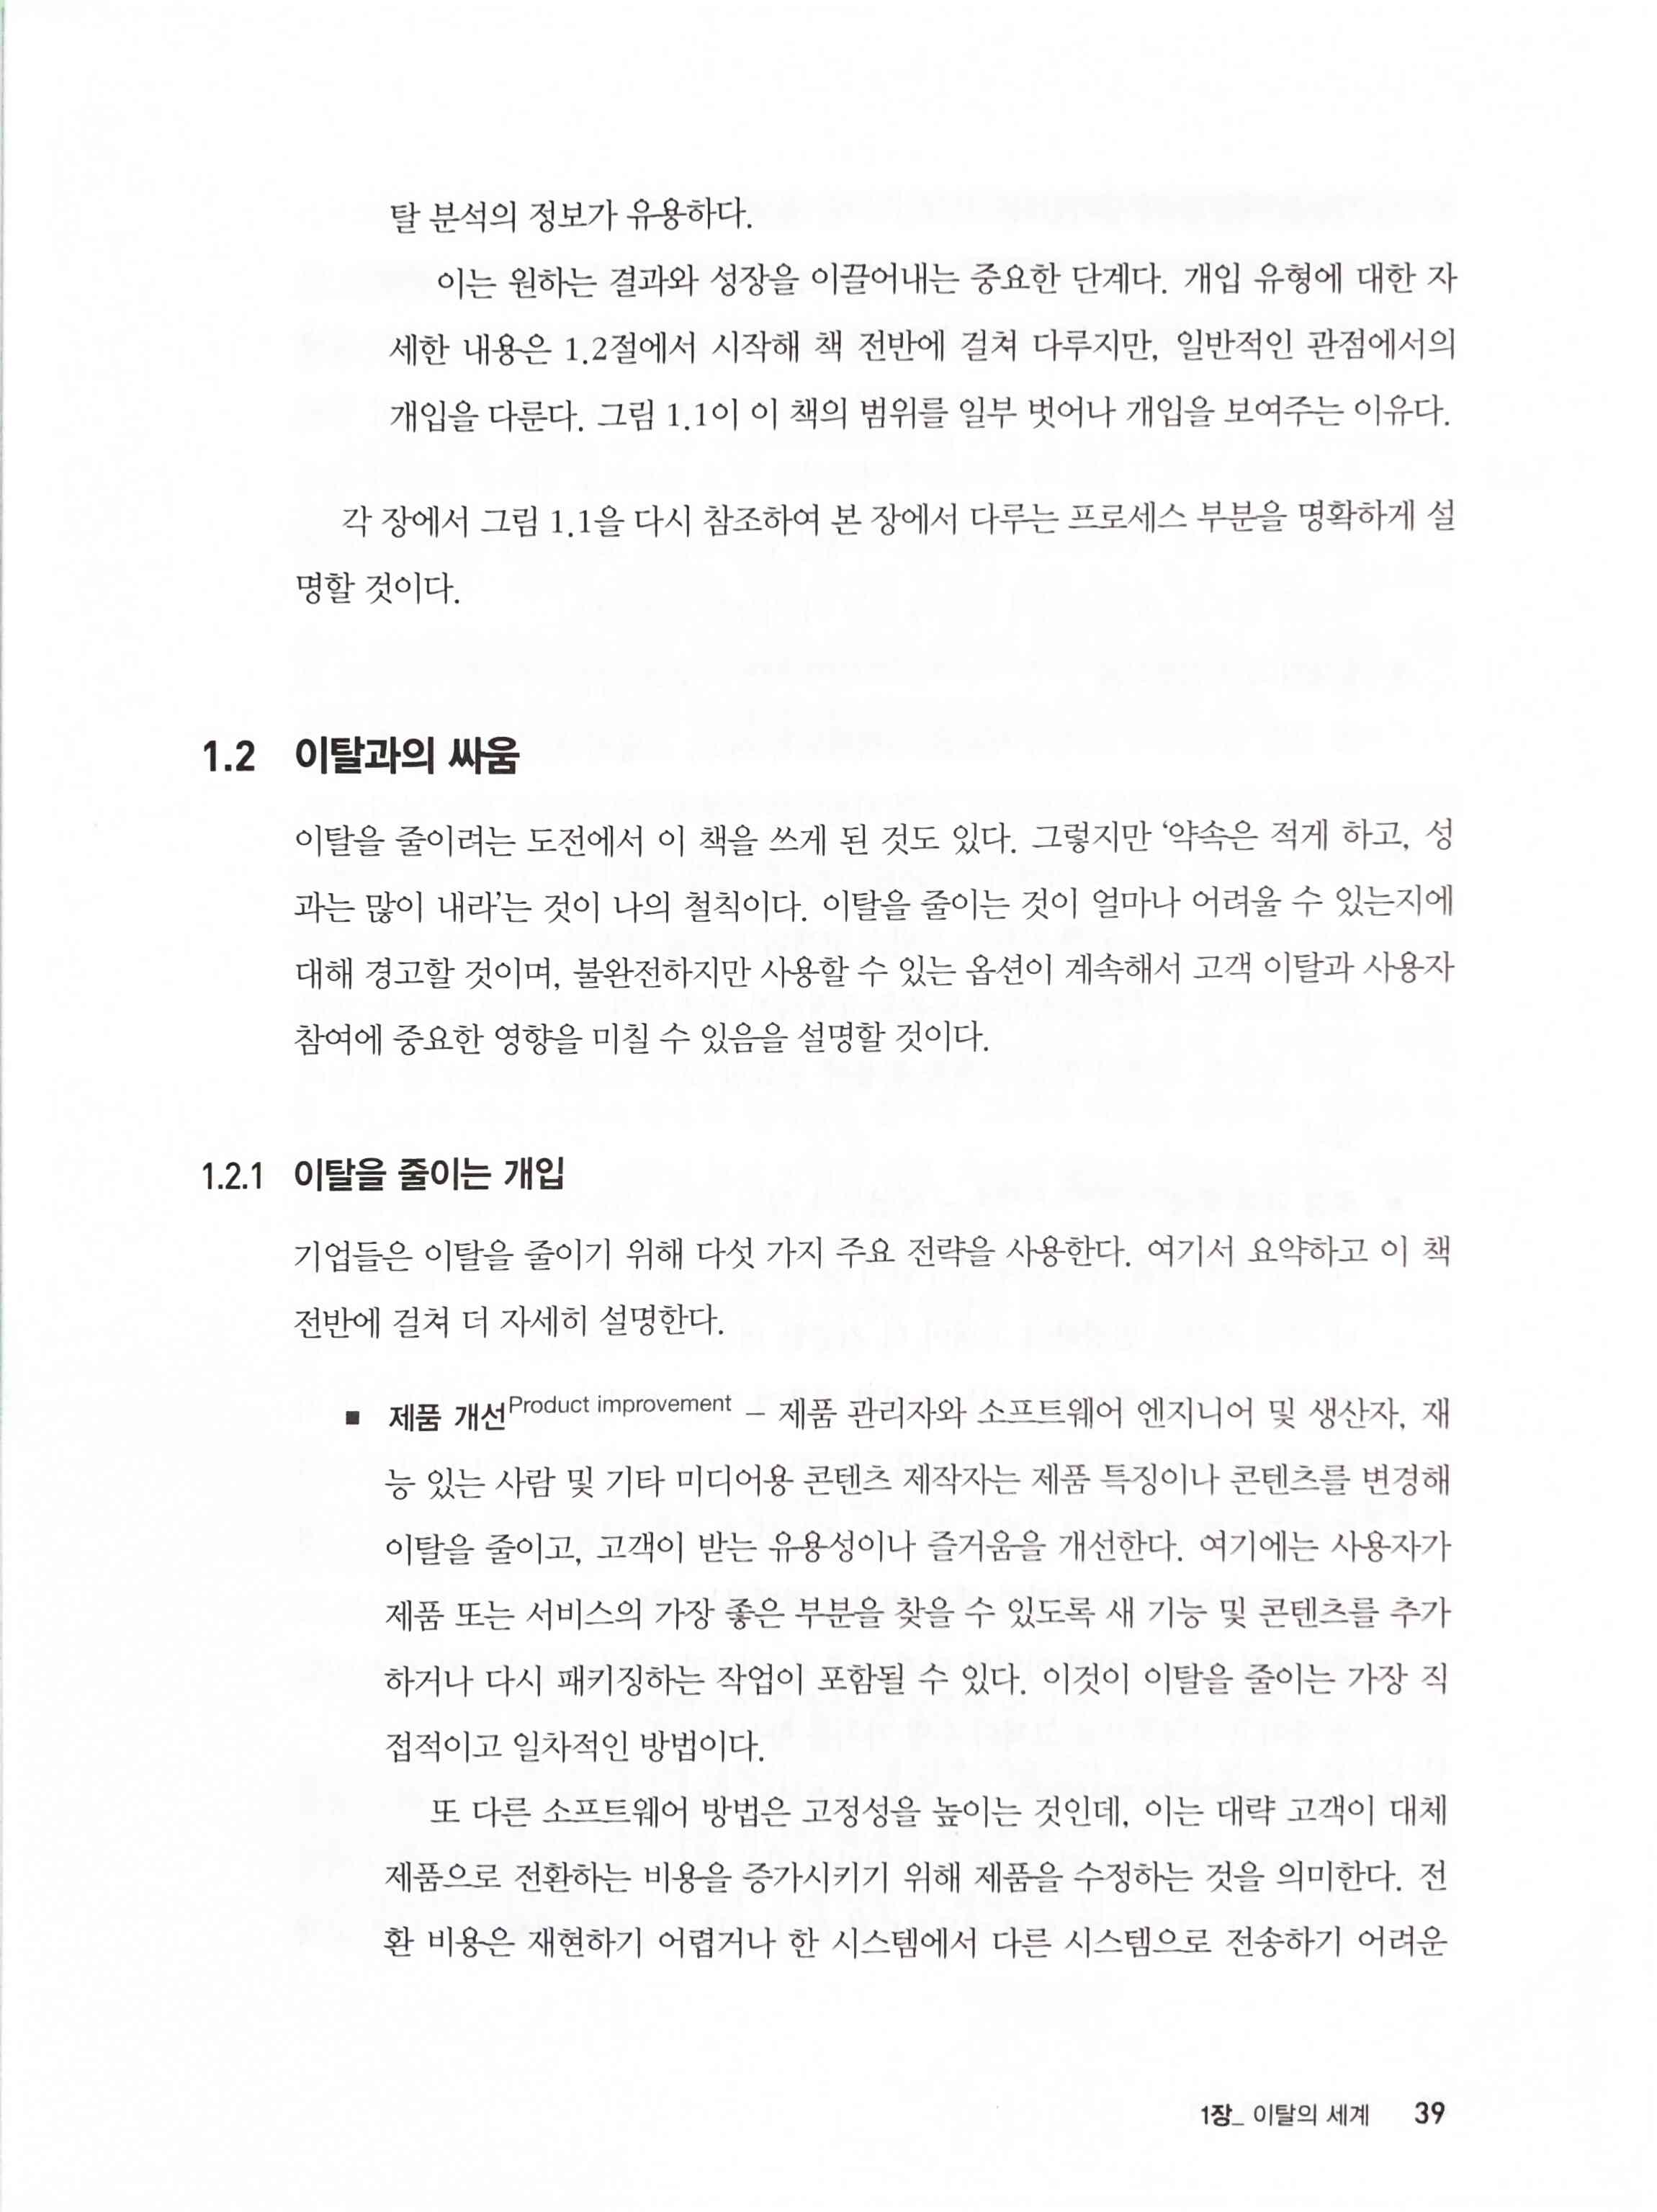 탈 분석의 정보가 유용하다.
이는 원하는 결과와 성장을 이끌어내는 중요한 단계다. 개입 유형에 대한 자
세한 내용은 1.2절에서 시작해 책 전반에 걸쳐 다루지만, 일반적인 관점에서의
개입을 다룬다. 그림 1.1이 이 책의 범위를 일부 벗어나 개입을 보여주는 이유다.
각 장에서 그림 1.1을 다시 참조하여 본 장에서 다루는 프로세스 부분을 명확하게 설
명할 것이다.
1.2 이탈과의 싸움
이탈을 줄이려는 도전에서 이 책을 쓰게 된 것도 있다. 그렇지만 ‘약속은 적게 하고, 성
과는 많이 내라’는 것이 나의 철칙이다. 이탈을 줄이는 것이 얼마나 어려울 수 있는지에
대해 경고할 것이며, 불완전하지만 사용할 수 있는 옵션이 계속해서 고객 이탈과 사용자
참여에 중요한 영향을 미칠 수 있음을 설명할 것이다.
1.2.1 이탈을 줄이는 개입
기업들은 이탈을 줄이기 위해 다섯 가지 주요 전략을 사용한다. 여기서 요약하고 이 책
전반에 걸쳐 더 자세히 설명한다.
■ 제품 개선Product improvement – 제품 관리자와 소프트웨어 엔지니어 및 생산자, 재
능 있는 사람 및 기타 미디어용 콘텐츠 제작자는 제품 특징이나 콘텐츠를 변경해
이탈을 줄이고, 고객이 받는 유용성이나 즐거움을 개선한다. 여기에는 사용자가
제품 또는 서비스의 가장 좋은 부분을 찾을 수 있도록 새 기능 및 콘텐츠를 추가
하거나 다시 패키징하는 작업이 포함될 수 있다. 이것이 이탈을 줄이는 가장 직
접적이고 일차적인 방법이다.
또 다른 소프트웨어 방법은 고정성을 높이는 것인데, 이는 대략 고객이 대체
제품으로 전환하는 비용을 증가시키기 위해 제품을 수정하는 것을 의미한다. 전
환 비용은 재현하기 어렵거나 한 시스템에서 다른 시스템으로 전송하기 어려운
1장_ 이탈의 세계 39